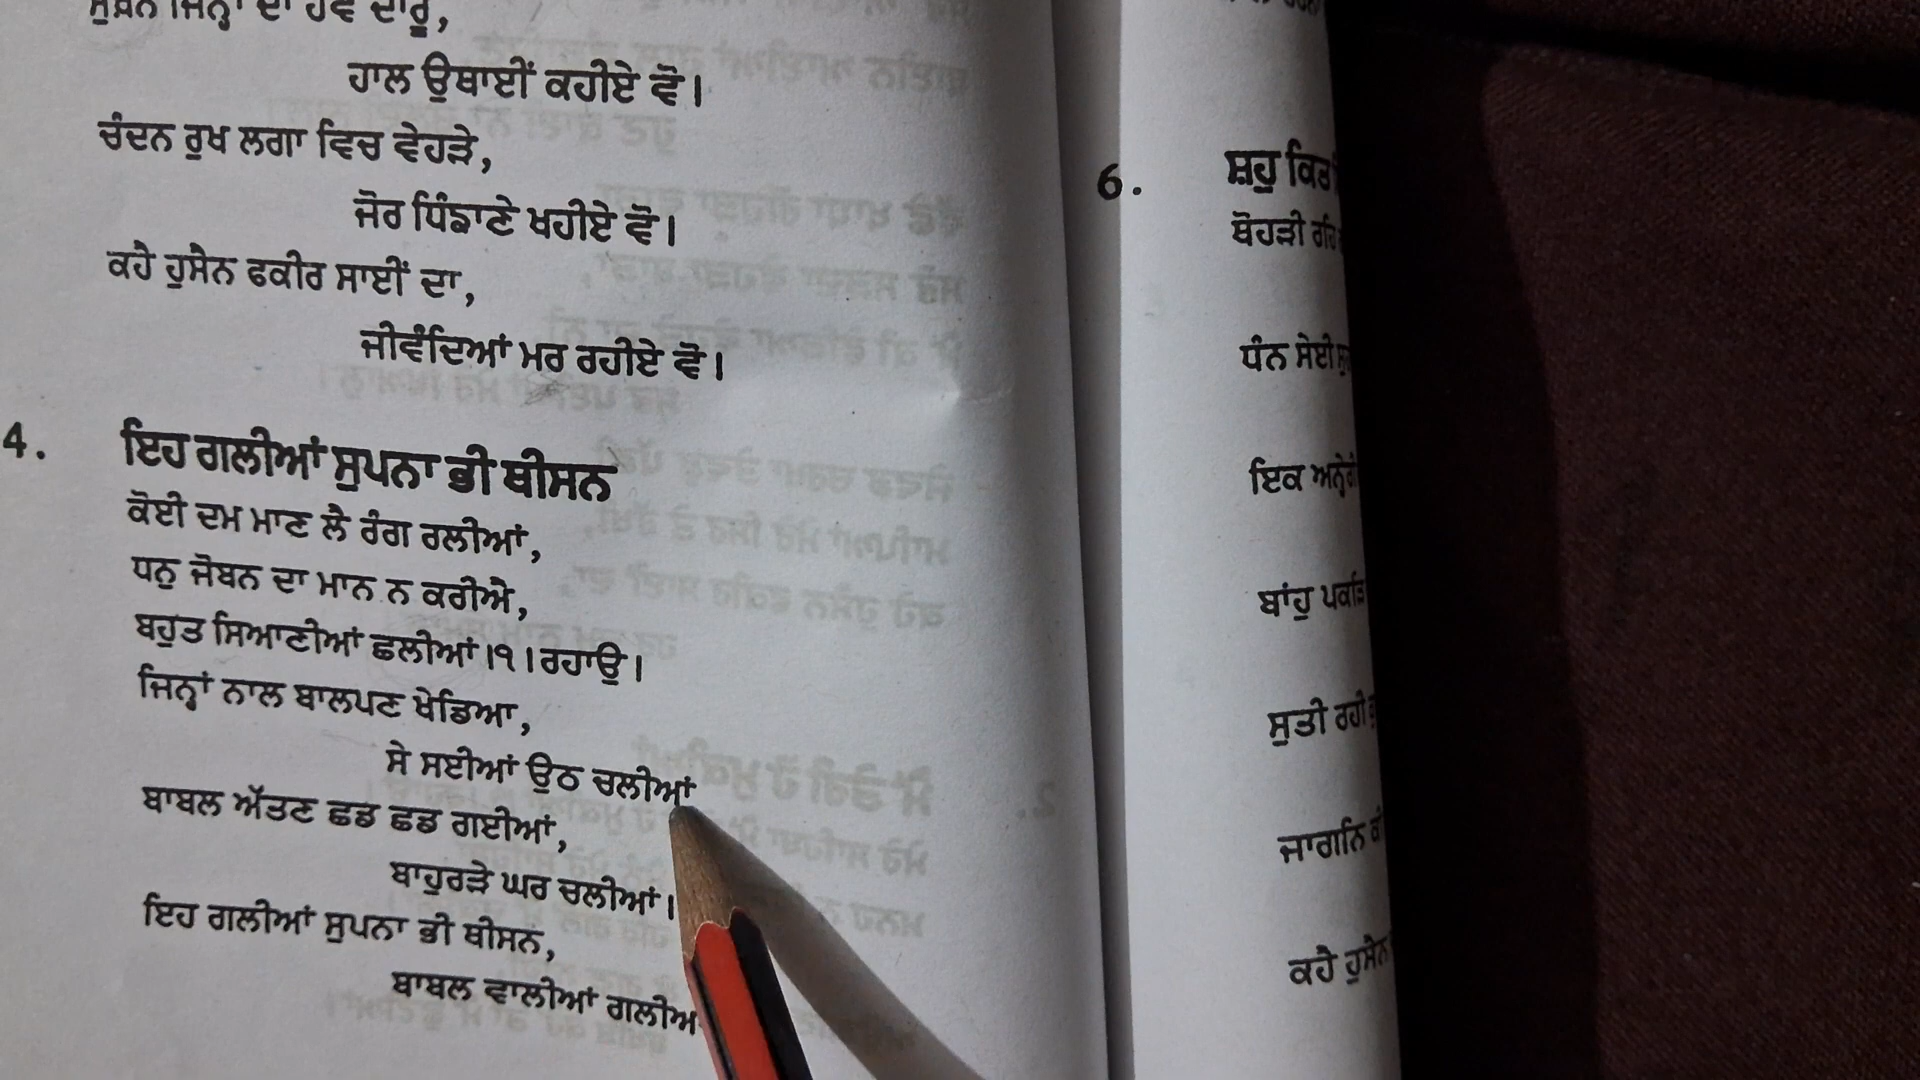 ਹਾਲ ਉਥਾਈਂ ਕਹੀਏ ਵੋ।
ਚੰਦਨ ਰੁਖ ਲਗਾ ਵਿਚ ਵੇਹੜੇ,
ਜੋਰ ਧਿੰਙਾਣੇ ਖਹੀਏ ਵੋ।
ਕਹੈ ਹੁਸੈਨ ਫਕੀਰ ਸਾਈਂ ਦਾ,
ਜੀਵੰਦਿਆਂ ਮਰ ਰਹੀਏ ਵੋ।
4. ਇਹ ਗਲੀਆਂ ਸੁਪਨਾ ਭੀ ਥੀਸਨ
ਕੋਈ ਦਮ ਮਾਣ ਲੈ ਰੰਗ ਰਲੀਆਂ,
ਧਨੁ ਜੋਬਨ ਦਾ ਮਾਨ ਨ ਕਰੀਐ,
ਬਹੁਤ ਸਿਆਣੀਆਂ ਛਲੀਆਂ।੧।ਰਹਾਉ।
ਜਿਨ੍ਹਾਂ ਨਾਲ ਬਾਲਪਣ ਖੇਡਿਆ,
ਸੇ ਸਈਆਂ ਉਠ ਚਲੀਆਂ
ਬਾਬਲ ਅੱਤਣ ਛਡ ਛਡ ਗਈਆਂ,
ਬਾਹੁਰੜੇ ਘਰ ਚਲੀਆਂ।
ਇਹ ਗਲੀਆਂ ਸੁਪਨਾ ਭੀ ਥੀਸਨ,
ਬਾਬਲ ਵਾਲੀਆਂ
6. ਸ਼ਹੁ
ਥੋਹੜੀ
ਧੰਨ ਸੇਈ
ਇਕ
ਬਾਂਹੁ
ਸੁਤੀ ਰਹੀ
ਜਾਗਨਿ
ਕਹੈ ਹੁਸੈਨ